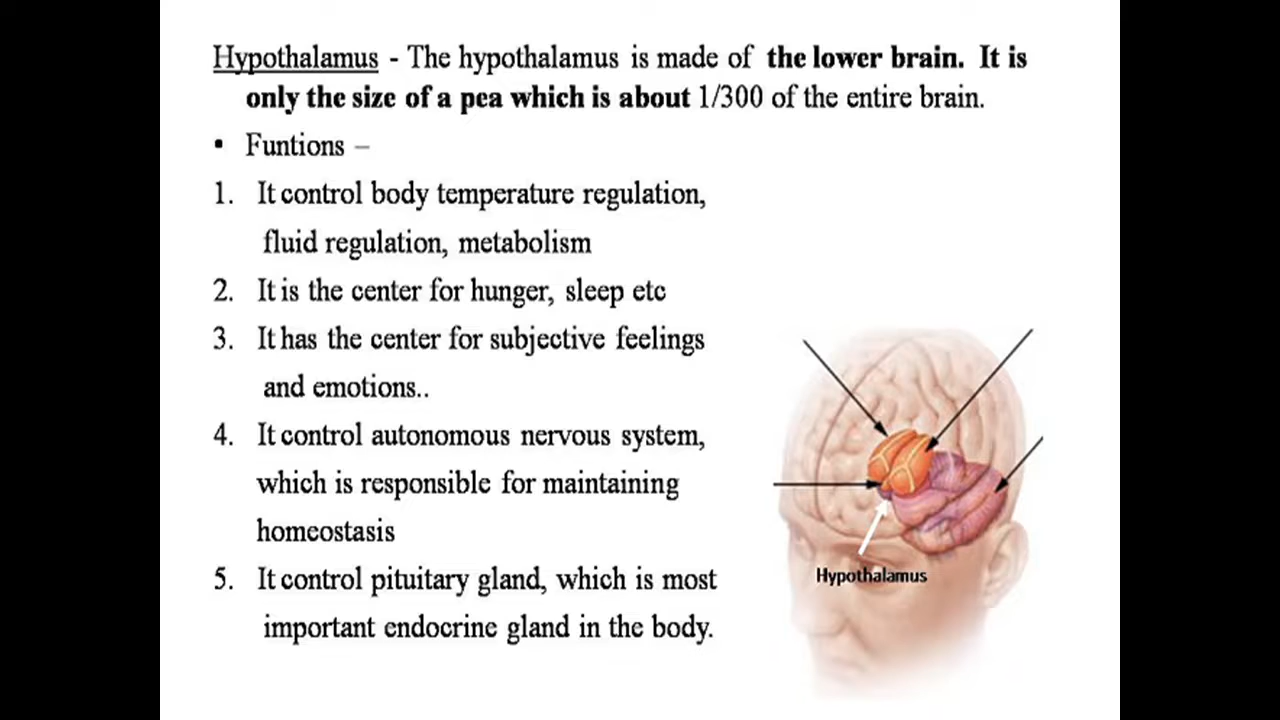 Hypothalamus - The hypothalamus is made of the lower brain. It is
only the size of a pea which is about 1/300 of the entire brain.
• Funtions –
1. It control body temperature regulation,
fluid regulation, metabolism
2. It is the center for hunger, sleep etc
3. It has the center for subjective feelings
and emotions..
4. It control autonomous nervous system,
which is responsible for maintaining
homeostasis
5. It control pituitary gland, which is most
important endocrine gland in the body.
Hypothalamus